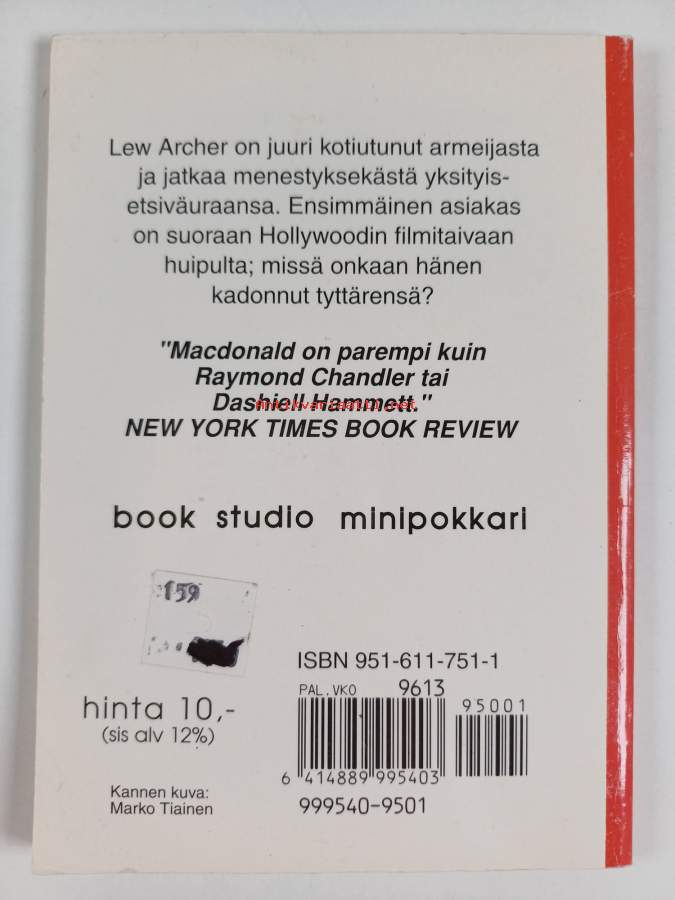 Lew Archer on juuri kotiutunut armeijasta
ja jatkaa menestyksekästä yksityis-
etsiväuraansa. Ensimmäinen asiakas
on suoraan Hollywoodin filmitaivaan
huipulta; missä onkaan hänen
kadonnut tyttärensä?
"Macdonald on parempi kuin
Raymond Chandler tai
Dashiell Hammett."
antikvariaatti.net
NEW YORK TIMES BOOK REVIEW
book studio minipokkari
159
ISBN 951-611-751-1
PAL.VKO 9613
95001
hinta 10,-
(sis alv 12%)
6 414889 995403
999540-9501
Kannen kuva:
Marko Tiainen